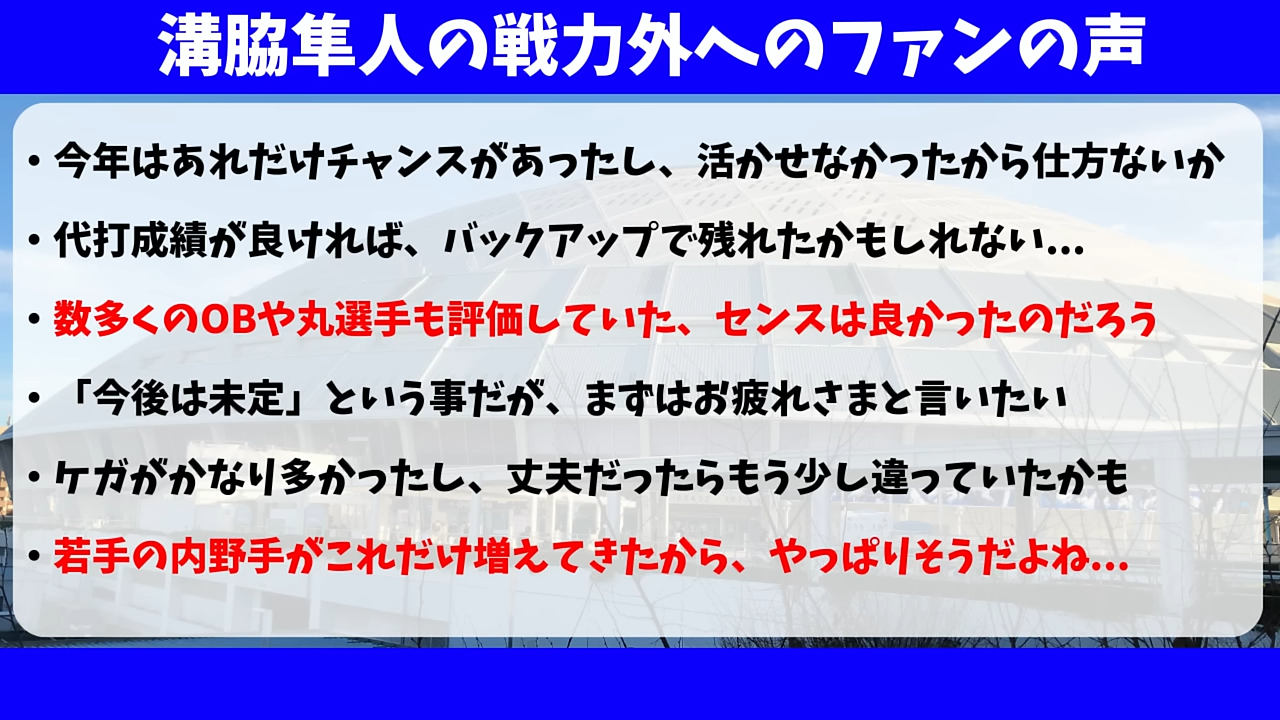 溝脇隼人の戦力外へのファンの声
・今年はあれだけチャンスがあったし、活かせなかったから仕方ないか
・代打成績が良ければ、バックアップで残れたかもしれない...
・数多くのOBや丸選手も評価していた、センスは良かったのだろう
・「今後は未定」という事だが、まずはお疲れさまと言いたい
・ケガがかなり多かったし、丈夫だったらもう少し違っていたかも
・若手の内野手がこれだけ増えてきたから、やっぱりそうだよね...